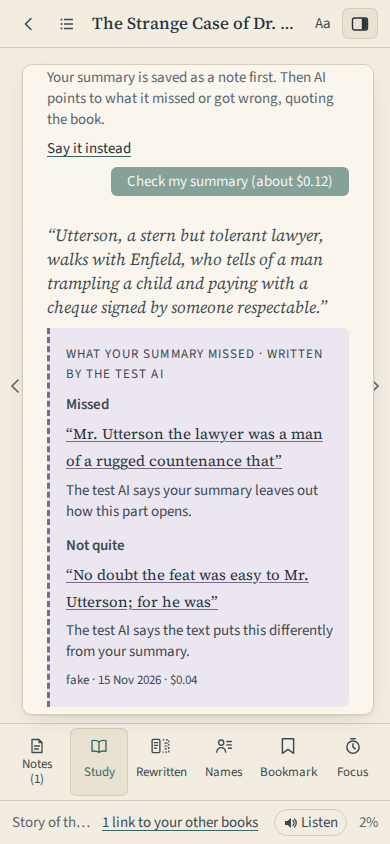 The Strange Case of Dr. ...
Aa
Your summary is saved as a note first. Then AI
points to what it missed or got wrong, quoting
the book.
Say it instead
Check my summary (about $0.12)
“Utterson, a stern but tolerant lawyer,
walks with Enfield, who tells of a man
trampling a child and paying with a
cheque signed by someone respectable.”
WHAT YOUR SUMMARY MISSED · WRITTEN
BY THE TEST AI
Missed
“Mr. Utterson the lawyer was a man
of a rugged countenance that”
The test AI says your summary leaves out
how this part opens.
Not quite
“No doubt the feat was easy to Mr.
Utterson; for he was”
The test AI says the text puts this differently
from your summary.
fake · 15 Nov 2026 · $0.04
Notes
(1)
Study
Rewritten
Names
Bookmark
Focus
Story of th...
1 link to your other books
Listen
2%